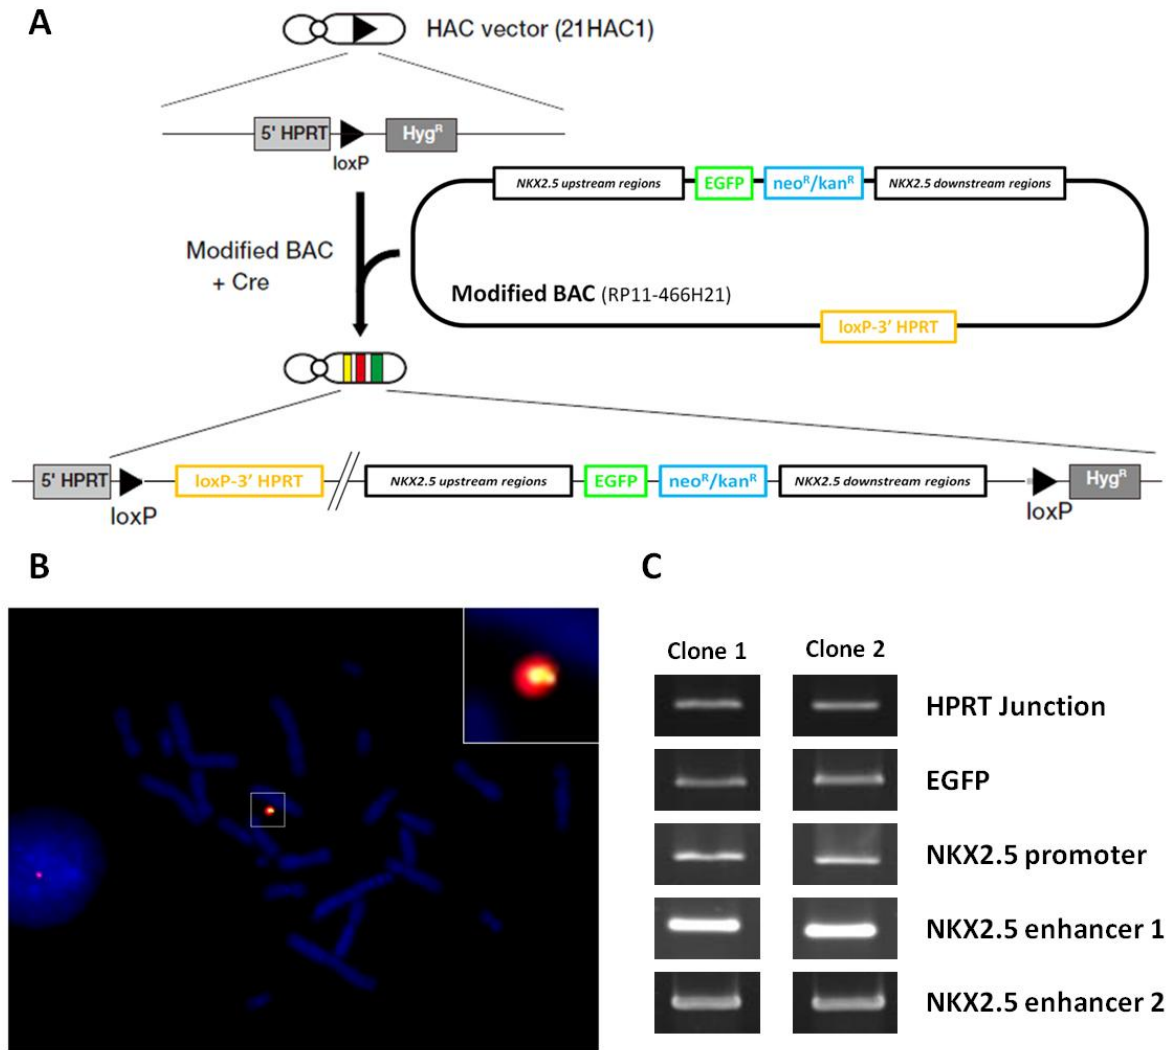 A
HAC vector (21HAC1)
5' HPRT
Hyg^R
loxP
NKX2.5 upstream regions
EGFP
neo^R/kan^R
NKX2.5 downstream regions
Modified BAC
+ Cre
Modified BAC (RP11-466H21)
loxP-3' HPRT
5' HPRT
loxP-3' HPRT
NKX2.5 upstream regions
EGFP
neo^R/kan^R
NKX2.5 downstream regions
Hyg^R
loxP
loxP
B
C
Clone 1
Clone 2
HPRT Junction
EGFP
NKX2.5 promoter
NKX2.5 enhancer 1
NKX2.5 enhancer 2